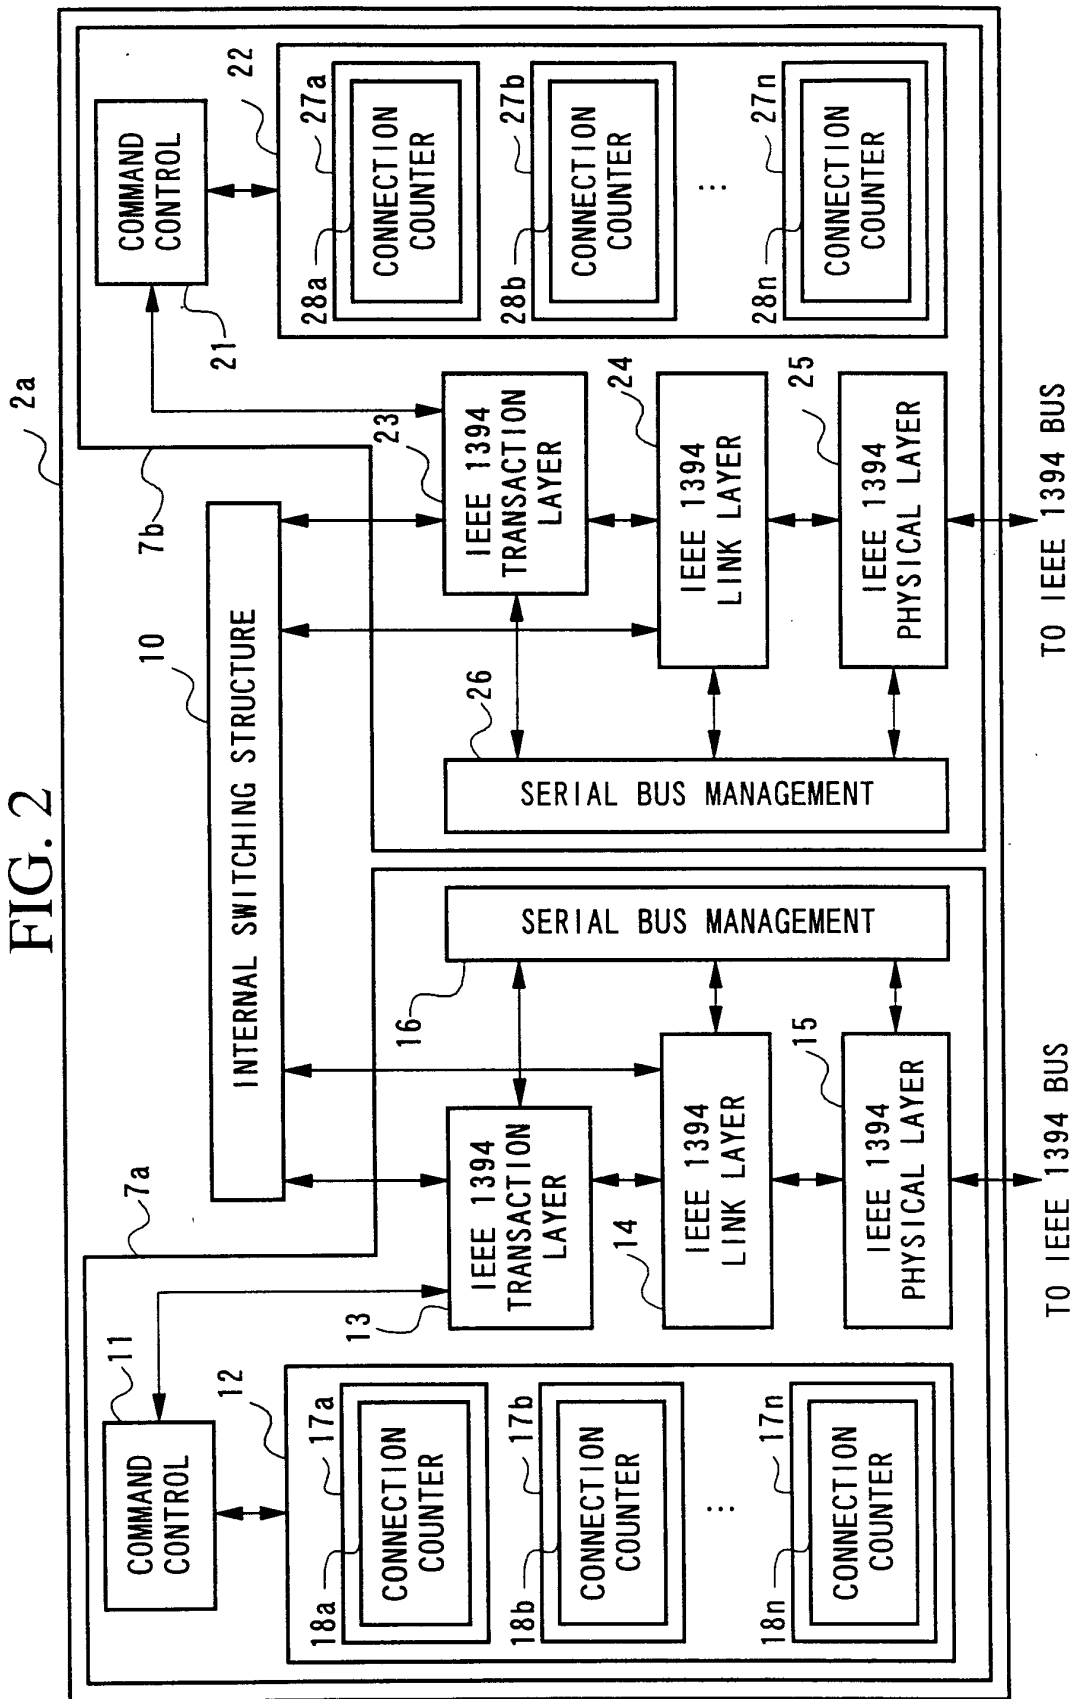 FIG. 2
2a
7a
7b
10
INTERNAL SWITCHING STRUCTURE
11
COMMAND
CONTROL
12
17a
18a
CONNECTION
COUNTER
17b
18b
CONNECTION
COUNTER
...
17n
18n
CONNECTION
COUNTER
13
IEEE 1394
TRANSACTION
LAYER
14
IEEE 1394
LINK LAYER
15
IEEE 1394
PHYSICAL LAYER
16
SERIAL BUS MANAGEMENT
TO IEEE 1394 BUS
21
COMMAND
CONTROL
22
27a
28a
CONNECTION
COUNTER
27b
28b
CONNECTION
COUNTER
...
27n
28n
CONNECTION
COUNTER
23
IEEE 1394
TRANSACTION
LAYER
24
IEEE 1394
LINK LAYER
25
IEEE 1394
PHYSICAL LAYER
26
SERIAL BUS MANAGEMENT
TO IEEE 1394 BUS